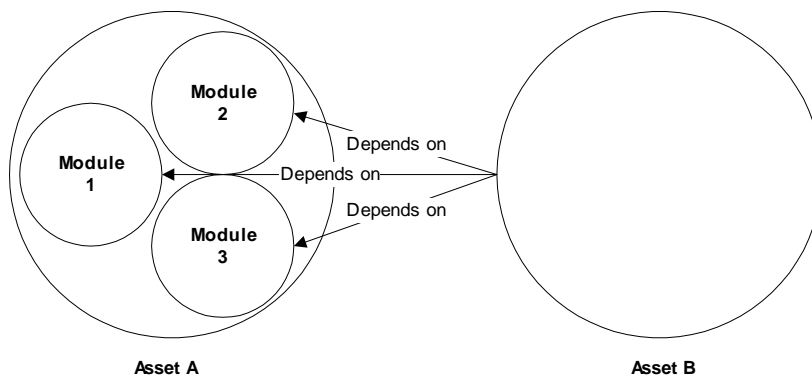 Module
2
Depends on
Module
1
Depends on
Depends on
Module
3
Asset A
Asset B